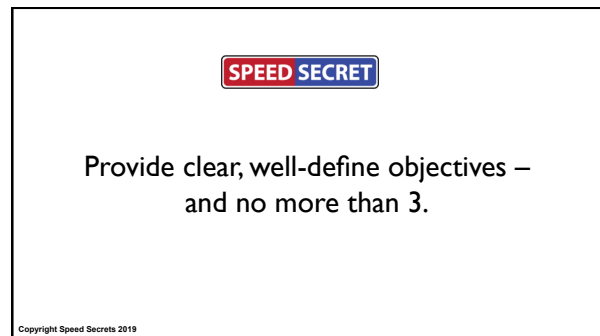 SPEED SECRET
Provide clear, well-define objectives –
and no more than 3.
Copyright Speed Secrets 2019